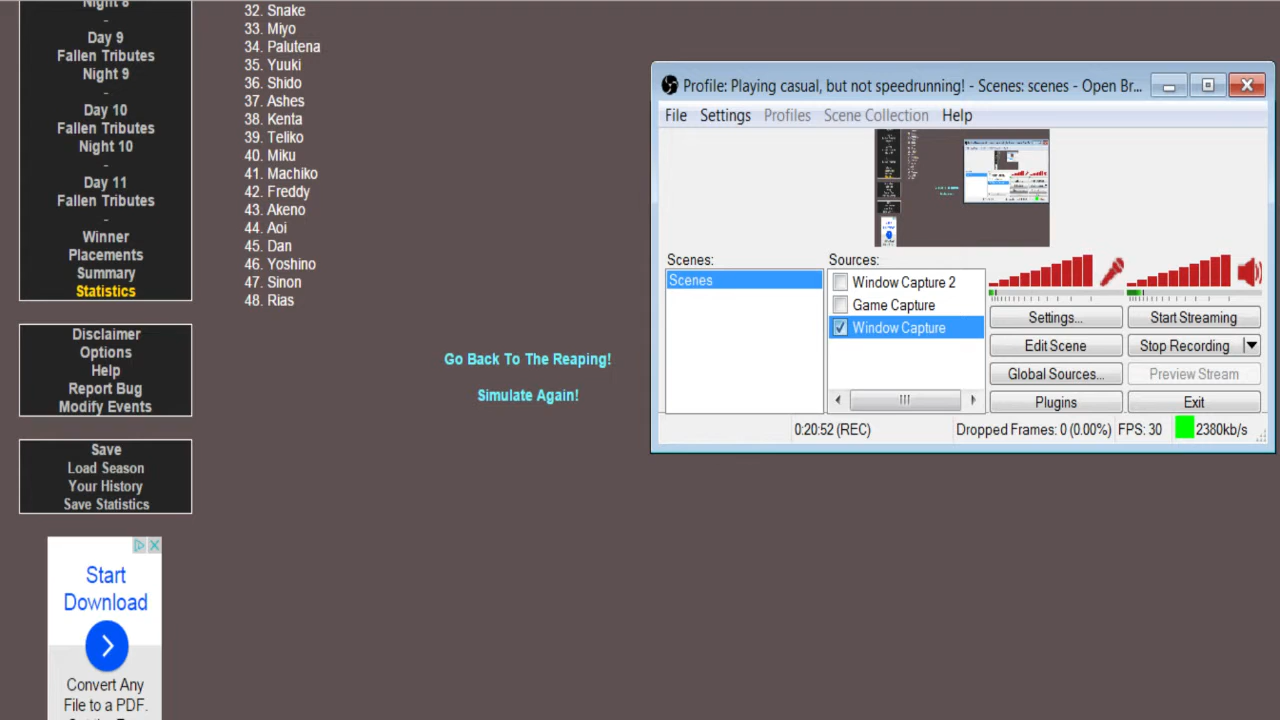 Night 8
-
Day 9
Fallen Tributes
Night 9
-
Day 10
Fallen Tributes
Night 10
-
Day 11
Fallen Tributes
-
Winner
Placements
Summary
Statistics
Disclaimer
Options
Help
Report Bug
Modify Events
Save
Load Season
Your History
Save Statistics
Start
Download
Convert Any
File to a PDF.
32. Snake
33. Miyo
34. Palutena
35. Yuuki
36. Shido
37. Ashes
38. Kenta
39. Teliko
40. Miku
41. Machiko
42. Freddy
43. Akeno
44. Aoi
45. Dan
46. Yoshino
47. Sinon
48. Rias
Go Back To The Reaping!
Simulate Again!
Profile: Playing casual, but not speedrunning! - Scenes: scenes - Open Br...
File Settings Profiles Scene Collection Help
Scenes:
Scenes
Sources:
Window Capture 2
Game Capture
Window Capture
Settings... Start Streaming
Edit Scene Stop Recording
Global Sources... Preview Stream
Plugins Exit
0:20:52 (REC) Dropped Frames: 0 (0.00%) FPS: 30 2380kb/s